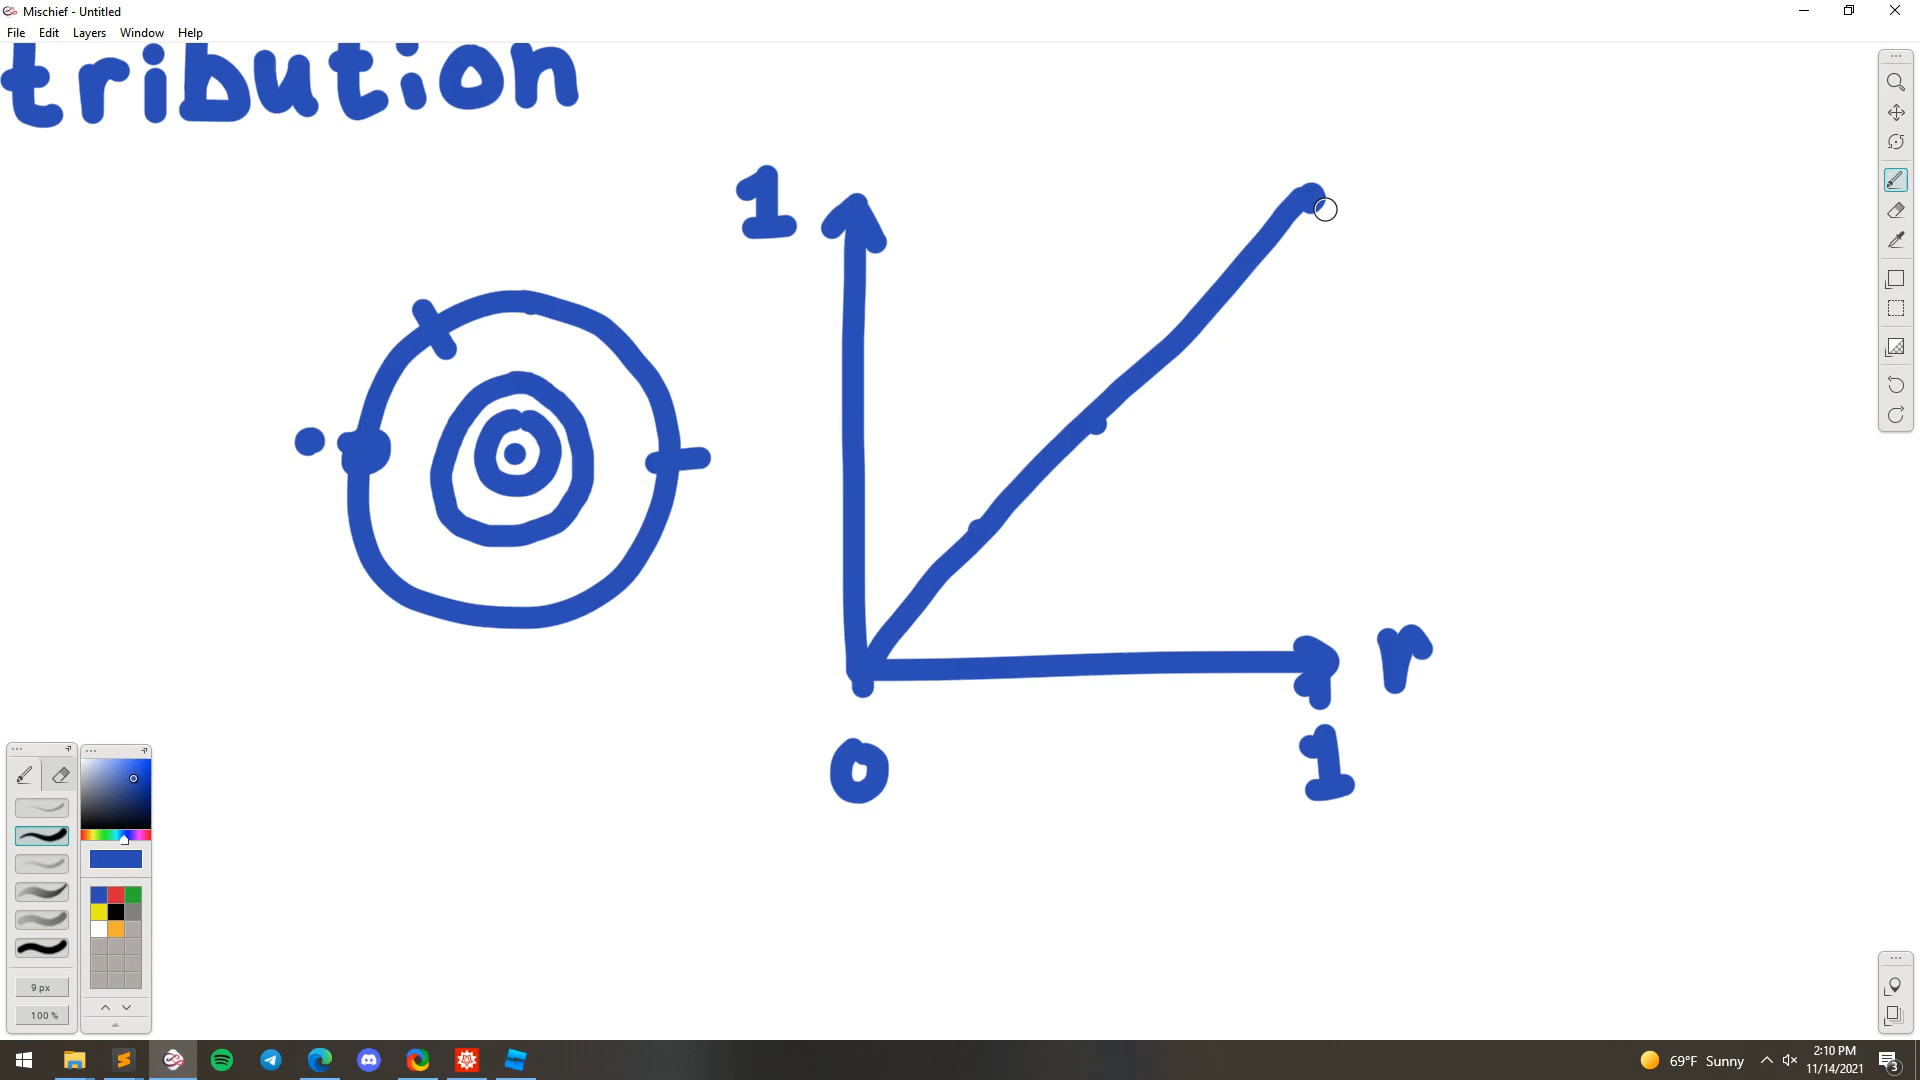 Mischief - Untitled
File Edit Layers Window Help
tribution
1
r
0
1
9 px
100 %
69°F Sunny
2:10 PM
11/14/2021
3